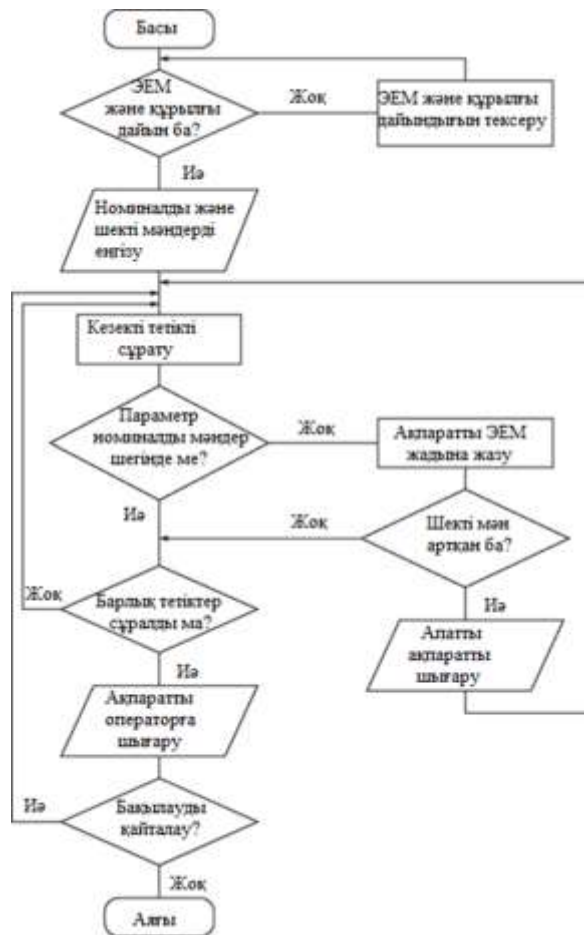 Басы
ЭЕМ
және құрылғы
дайын ба?
Жоқ
ЭЕМ және құрылғы
дайындығын тексеру
Иә
Номиналды және
шекті мәндерді
енгізу
Кезекті тетікті
сұрату
Параметр
номиналды мәндер
шегінде ме?
Жоқ
Ақпаратты ЭЕМ
жадына жазу
Иә
Жоқ
Шекті мән
артқан ба?
Жоқ
Барлық тетіктер
сұралды ма?
Иә
Апатты
ақпаратты
шығару
Иә
Ақпаратты
операторға
шығару
Иә
Бақылауды
қайталау?
Жоқ
Алғы